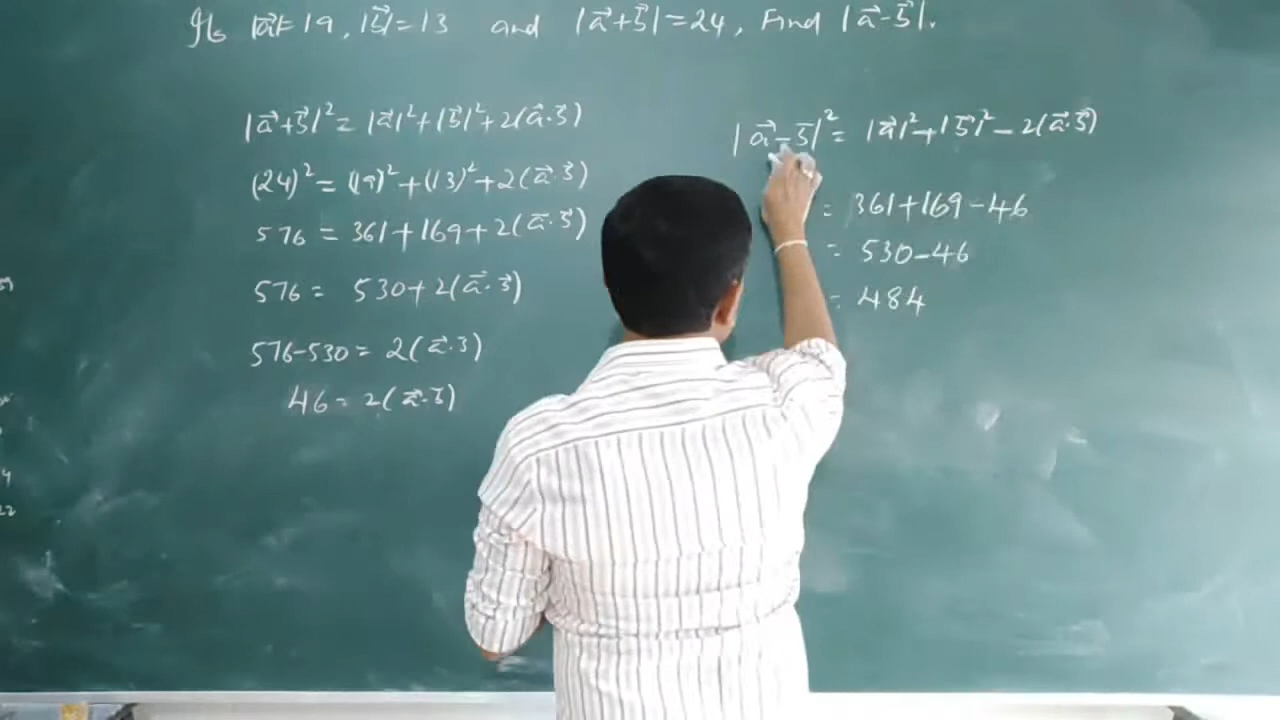 If |a⃗| = 19, |b⃗| = 13 and |a⃗+b⃗| = 24, Find |a⃗-b⃗|.
|a⃗+b⃗|² = |a⃗|²+|b⃗|²+2(a⃗·b⃗)
(24)² = (19)²+(13)²+2(a⃗·b⃗)
576 = 361+169+2(a⃗·b⃗)
576 = 530+2(a⃗·b⃗)
576-530 = 2(a⃗·b⃗)
46 = 2(a⃗·b⃗)
|a⃗-b⃗|² = |a⃗|²+|b⃗|²-2(a⃗·b⃗)
= 361+169-46
= 530-46
= 484